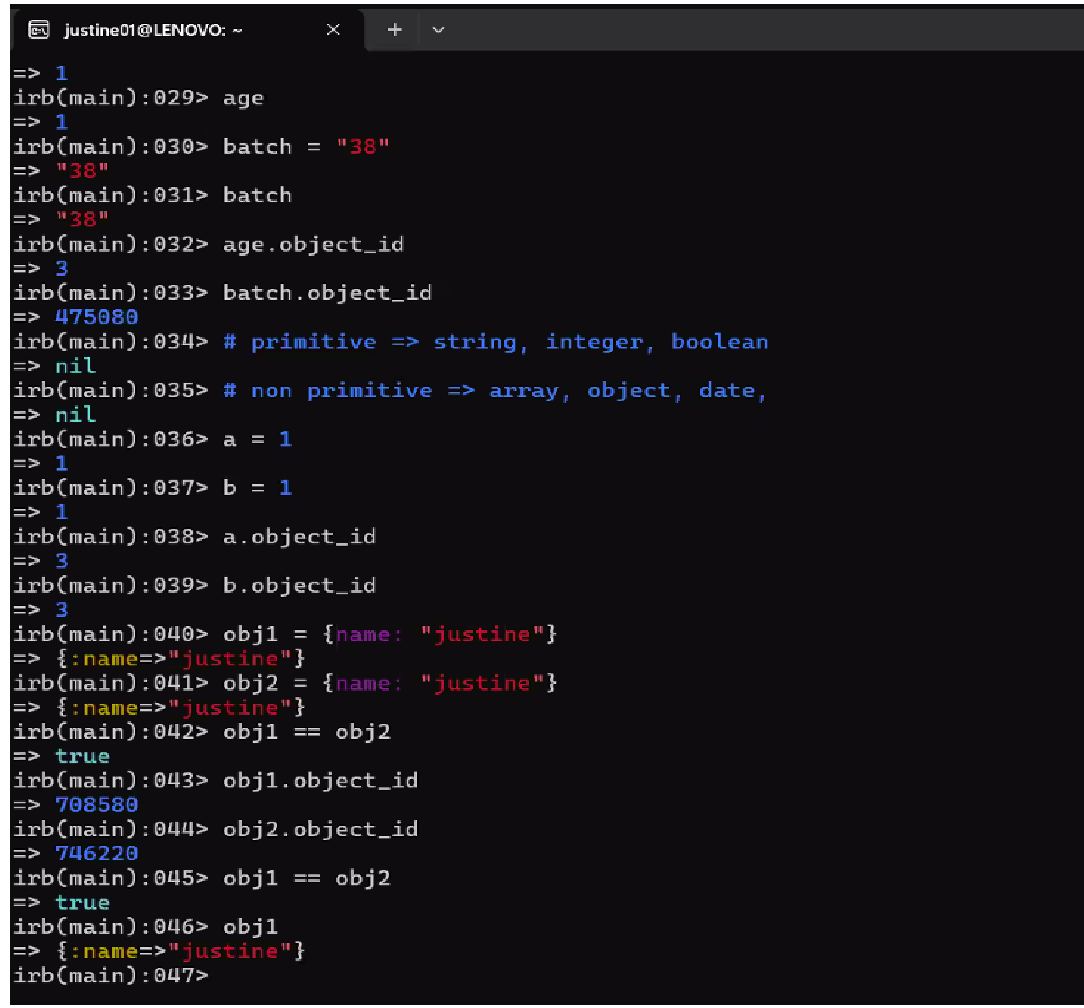 justine01@LENOVO: ~
=> 1
irb(main):029> age
=> 1
irb(main):030> batch = "38"
=> "38"
irb(main):031> batch
=> "38"
irb(main):032> age.object_id
=> 3
irb(main):033> batch.object_id
=> 475080
irb(main):034> # primitive => string, integer, boolean
=> nil
irb(main):035> # non primitive => array, object, date,
=> nil
irb(main):036> a = 1
=> 1
irb(main):037> b = 1
=> 1
irb(main):038> a.object_id
=> 3
irb(main):039> b.object_id
=> 3
irb(main):040> obj1 = {name: "justine"}
=> {:name=>"justine"}
irb(main):041> obj2 = {name: "justine"}
=> {:name=>"justine"}
irb(main):042> obj1 == obj2
=> true
irb(main):043> obj1.object_id
=> 708580
irb(main):044> obj2.object_id
=> 746220
irb(main):045> obj1 == obj2
=> true
irb(main):046> obj1
=> {:name=>"justine"}
irb(main):047>